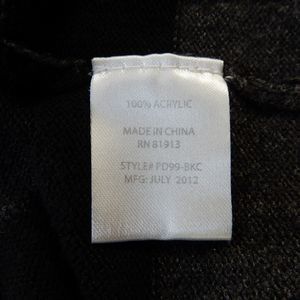 100% ACRYLIC
MADE IN CHINA
RN 81913
STYLE# PD99-BKC
MFG: JULY 2012